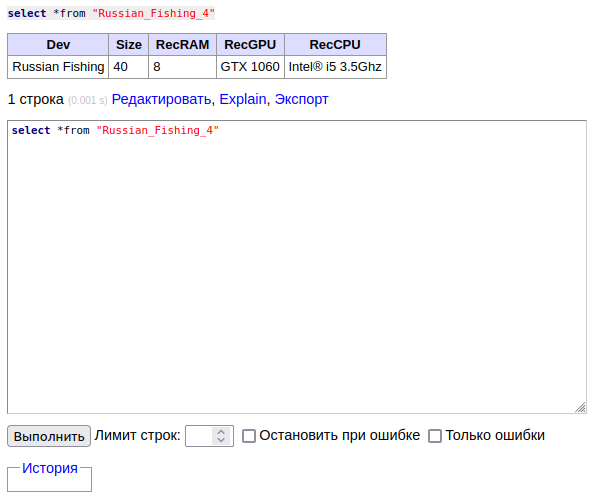 select *from "Russian_Fishing_4"
Dev Size RecRAM RecGPU RecCPU
Russian Fishing 40 8 GTX 1060 Intel® i5 3.5Ghz
1 строка (0.001 s) Редактировать, Explain, Экспорт
select *from "Russian_Fishing_4"
Выполнить Лимит строк: Остановить при ошибке Только ошибки
История